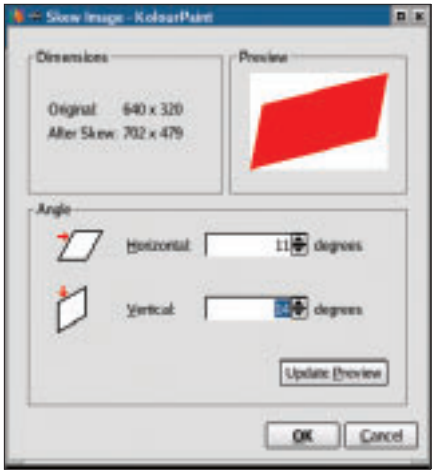 Skew Image - KolourPaint
Dimensions
Original: 640 x 320
After Skew: 702 x 479
Preview
Angle
Horizontal: 11 degrees
Vertical: degrees
Update Preview
OK
Cancel